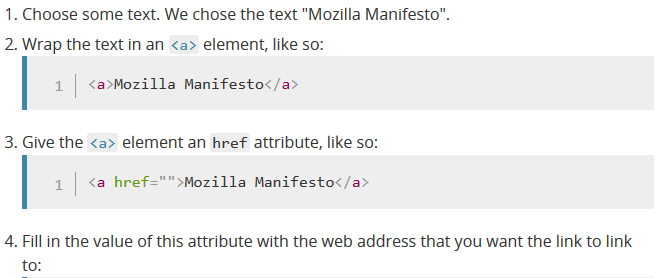 1. Choose some text. We chose the text "Mozilla Manifesto".
2. Wrap the text in an <a> element, like so:
1 <a>Mozilla Manifesto</a>
3. Give the <a> element an href attribute, like so:
1 <a href="">Mozilla Manifesto</a>
4. Fill in the value of this attribute with the web address that you want the link to link
to: